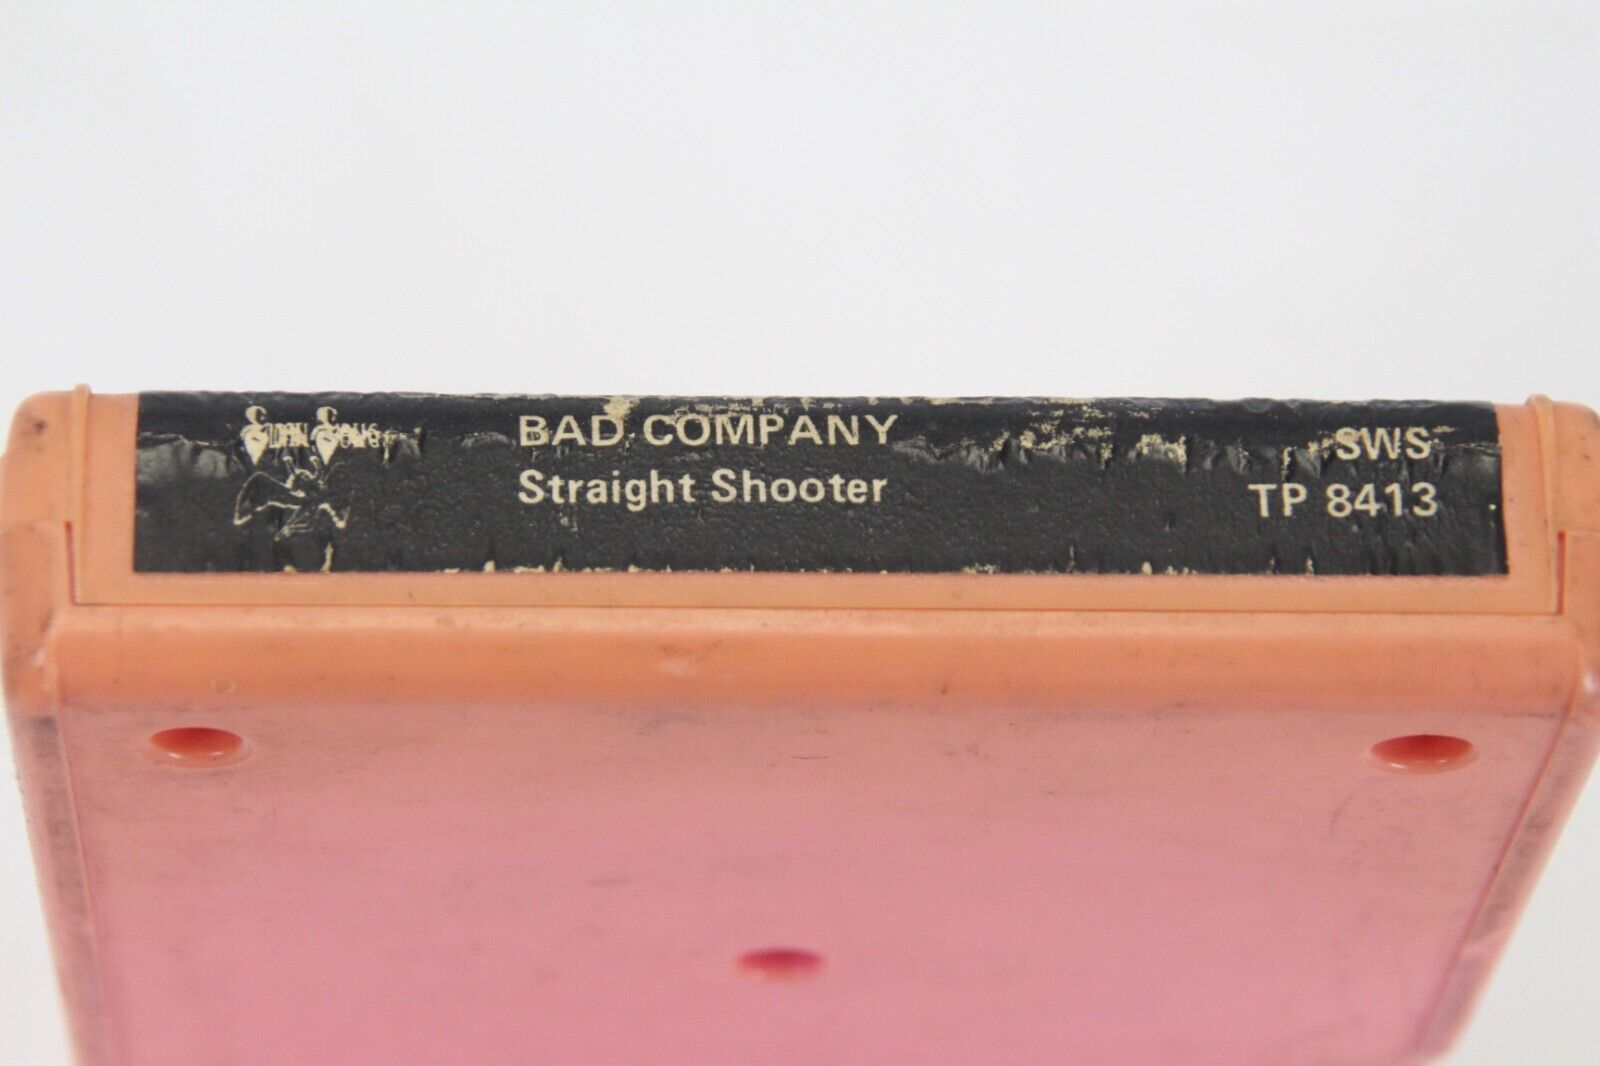 BAD COMPANY
Straight Shooter
SWS
TP 8413